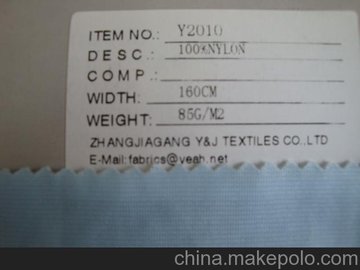 ITEM NO.: Y2010
DESC.: 100%NYLON
COMP.:
WIDTH: 160CM
WEIGHT: 85G/M2
ZHANGJIAGANG Y&J TEXTILES CO.,LTD
E-Mail:fabrics@yeah.net
china.makepolo.com